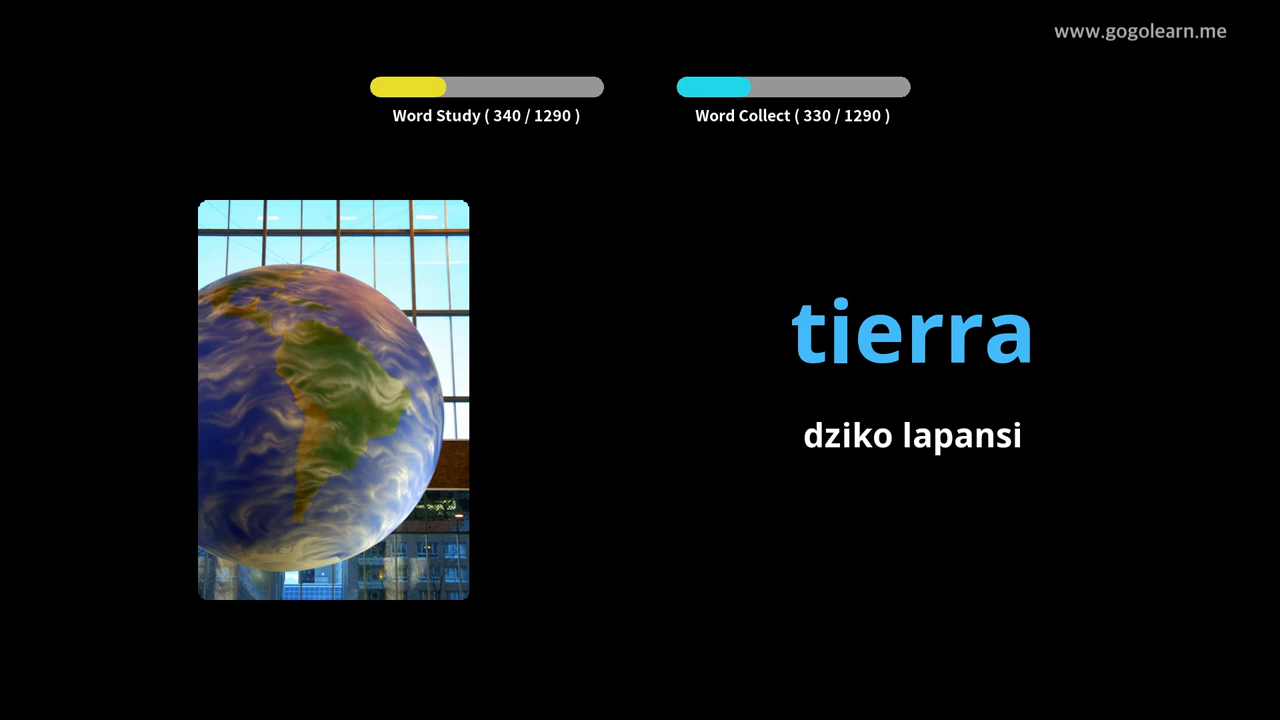 www.gogolearn.me
Word Study ( 340 / 1290 )
Word Collect ( 330 / 1290 )
tierra
dziko lapansi